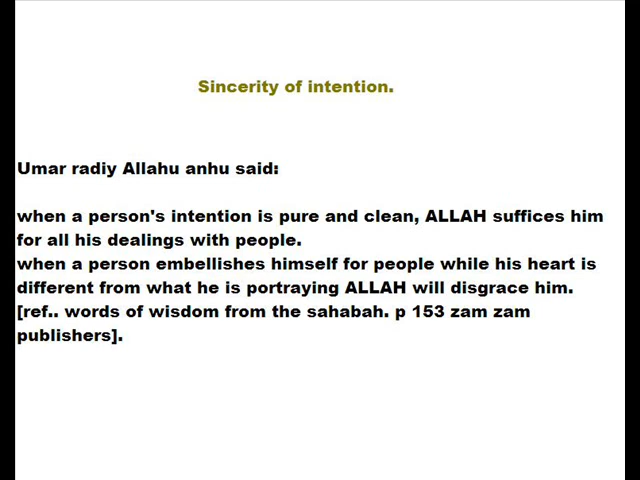 Sincerity of intention.
Umar radiy Allahu anhu said:
when a person's intention is pure and clean, ALLAH suffices him
for all his dealings with people.
when a person embellishes himself for people while his heart is
different from what he is portraying ALLAH will disgrace him.
[ref.. words of wisdom from the sahabah. p 153 zam zam
publishers].